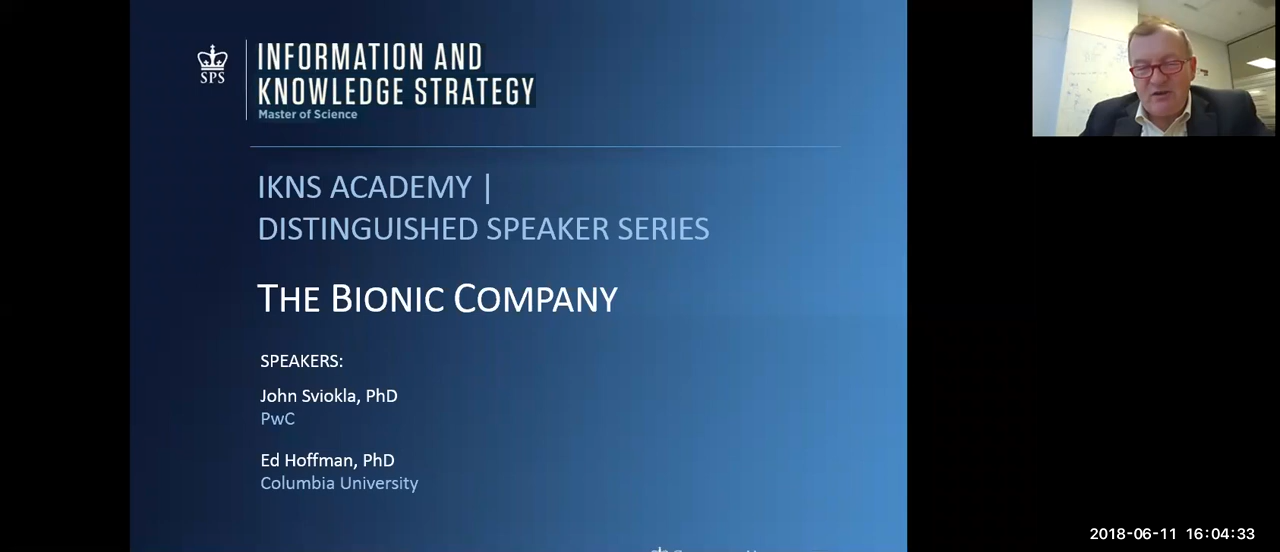 SPS
INFORMATION AND
KNOWLEDGE STRATEGY
Master of Science
IKNS ACADEMY |
DISTINGUISHED SPEAKER SERIES
THE BIONIC COMPANY
SPEAKERS:
John Sviokla, PhD
PwC
Ed Hoffman, PhD
Columbia University
2018-06-11 16:04:33